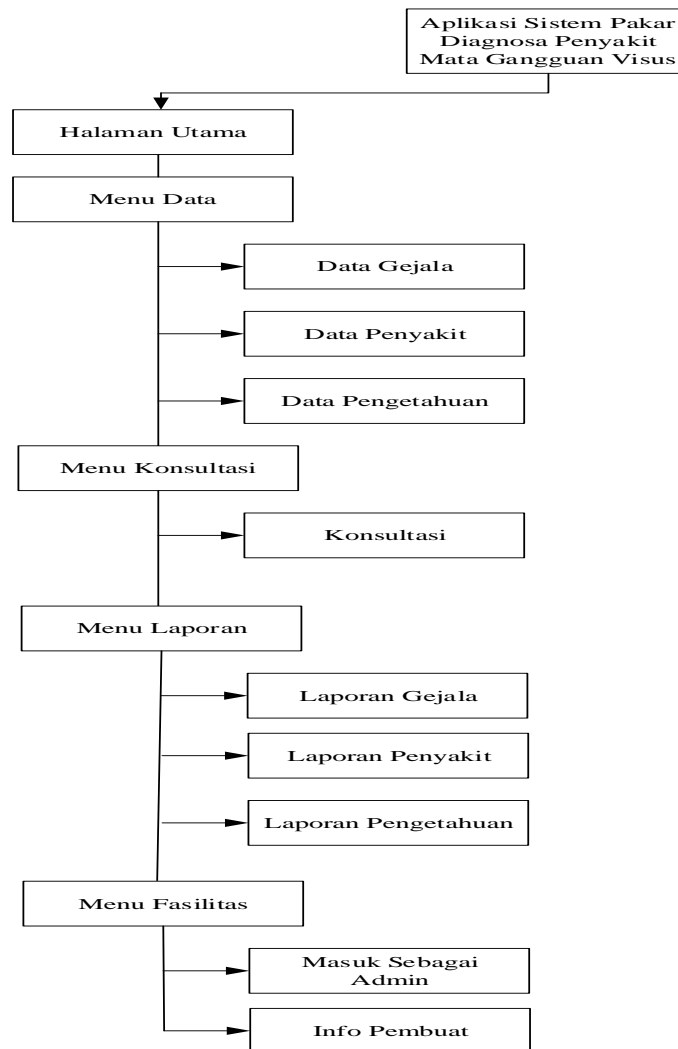 Aplikasi Sistem Pakar
Diagnosa Penyakit
Mata Gangguan Visus
Halaman Utama
Menu Data
Data Gejala
Data Penyakit
Data Pengetahuan
Menu Konsultasi
Konsultasi
Menu Laporan
Laporan Gejala
Laporan Penyakit
Laporan Pengetahuan
Menu Fasilitas
Masuk Sebagai
Admin
Info Pembuat